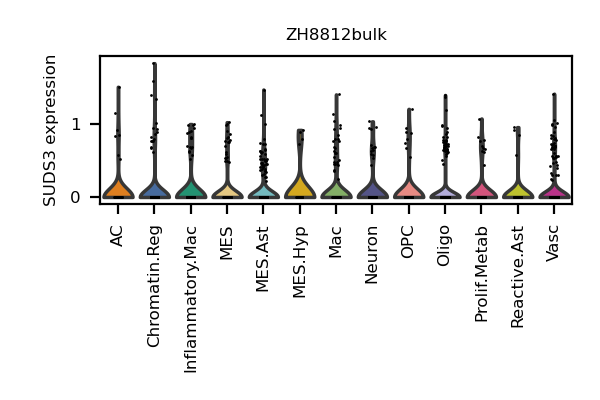 ZH8812bulk
SUDS3 expression
1
0
AC
Chromatin.Reg
Inflammatory.Mac
MES
MES.Ast
MES.Hyp
Mac
Neuron
OPC
Oligo
Prolif.Metab
Reactive.Ast
Vasc